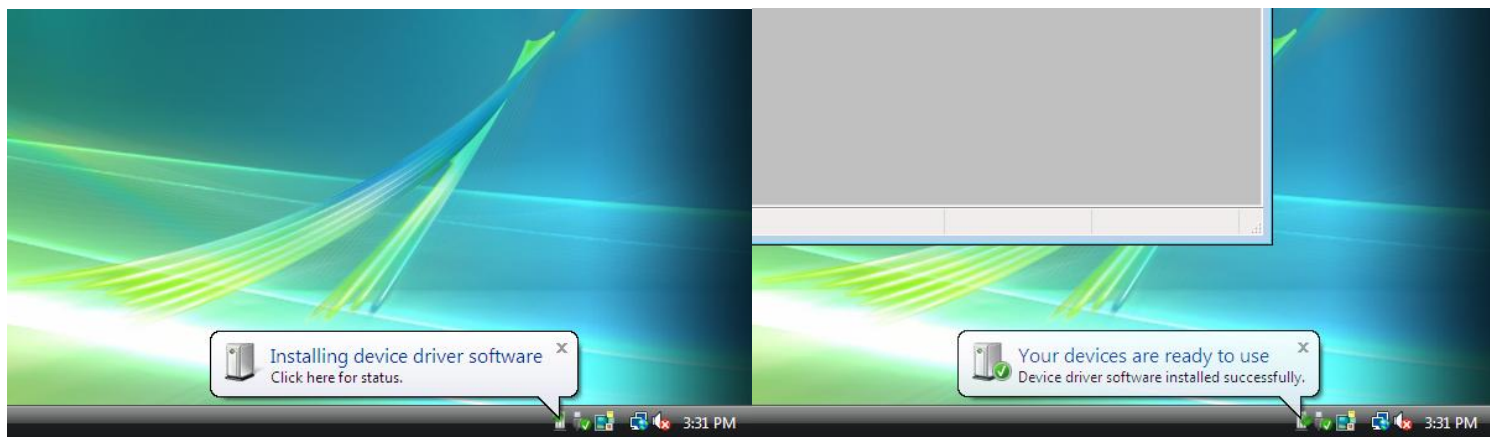 Installing device driver software
Click here for status.
3:31 PM
Your devices are ready to use
Device driver software installed successfully.
3:31 PM